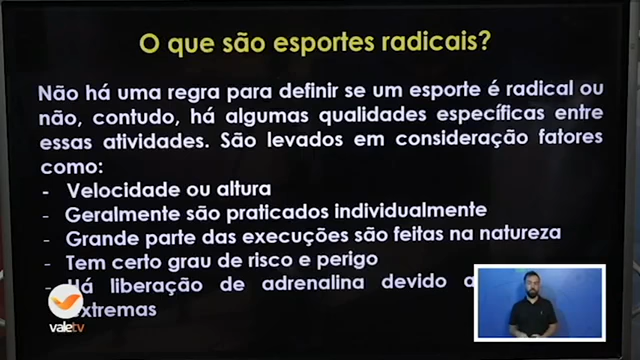 O que são esportes radicais?
Não há uma regra para definir se um esporte é radical ou
não, contudo, há algumas qualidades específicas entre
essas atividades. São levados em consideração fatores
como:
- Velocidade ou altura
- Geralmente são praticados individualmente
- Grande parte das execuções são feitas na natureza
- Tem certo grau de risco e perigo
- Há liberação de adrenalina devido a
extremas
valetv